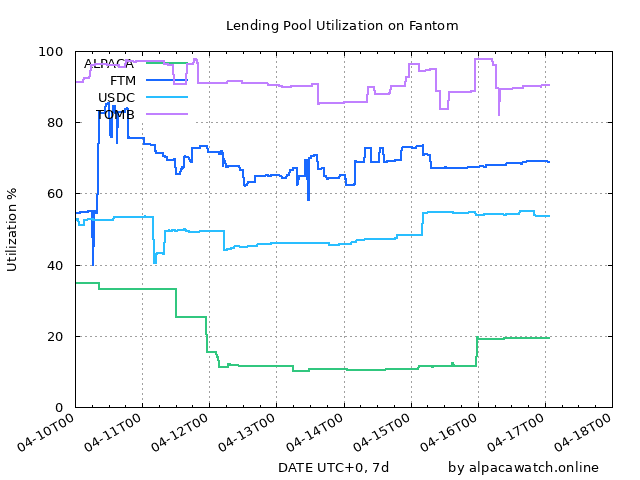 Lending Pool Utilization on Fantom
100
80
60
40
20
0
Utilization %
ALPACA
FTM
USDC
TOMB
04-10T00
04-11T00
04-12T00
04-13T00
04-14T00
04-15T00
04-16T00
04-17T00
04-18T00
DATE UTC+0, 7d
by alpacawatch.online